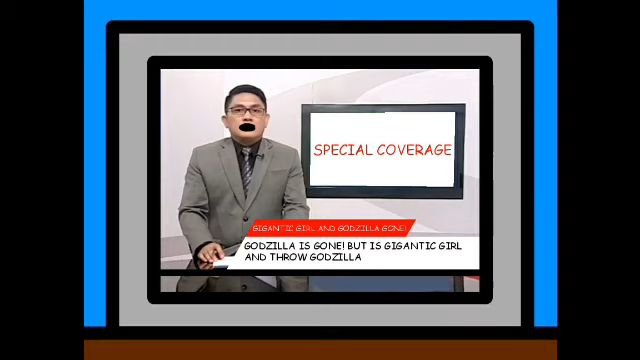 SPECIAL COVERAGE
GIGANTIC GIRL AND GODZILLA GONE!
GODZILLA IS GONE! BUT IS GIGANTIC GIRL
AND THROW GODZILLA